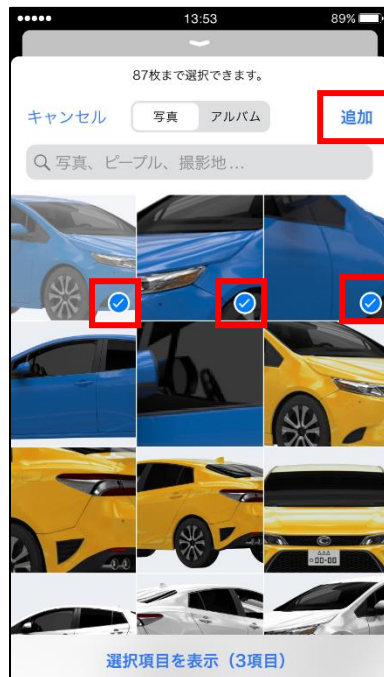 13:53
89%
87枚まで選択できます。
キャンセル
写真
アルバム
追加
写真、ピープル、撮影地...
選択項目を表示（3項目）